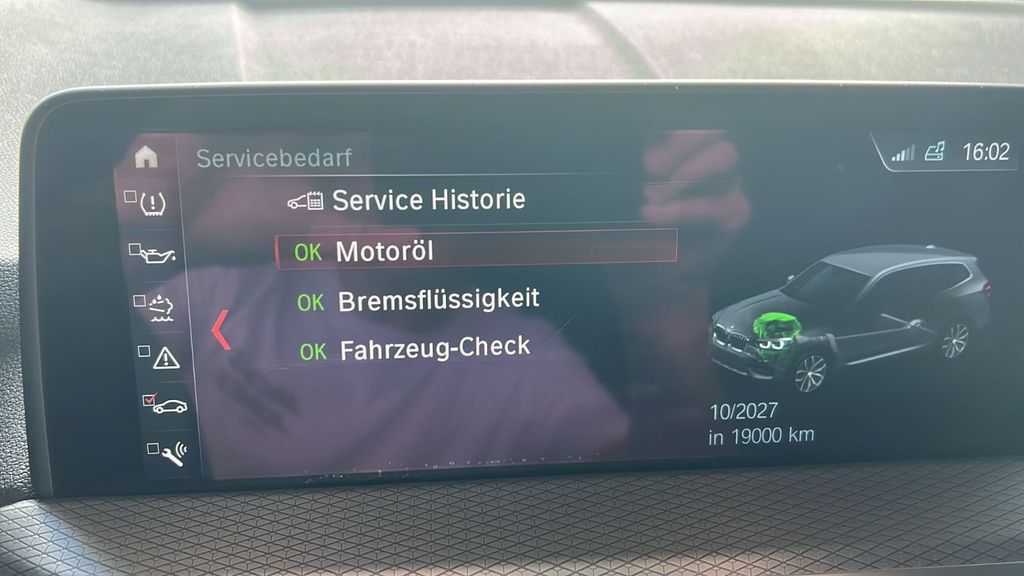 Servicebedarf
16:02
Service Historie
OK Motoröl
OK Bremsflüssigkeit
OK Fahrzeug-Check
10/2027
in 19000 km